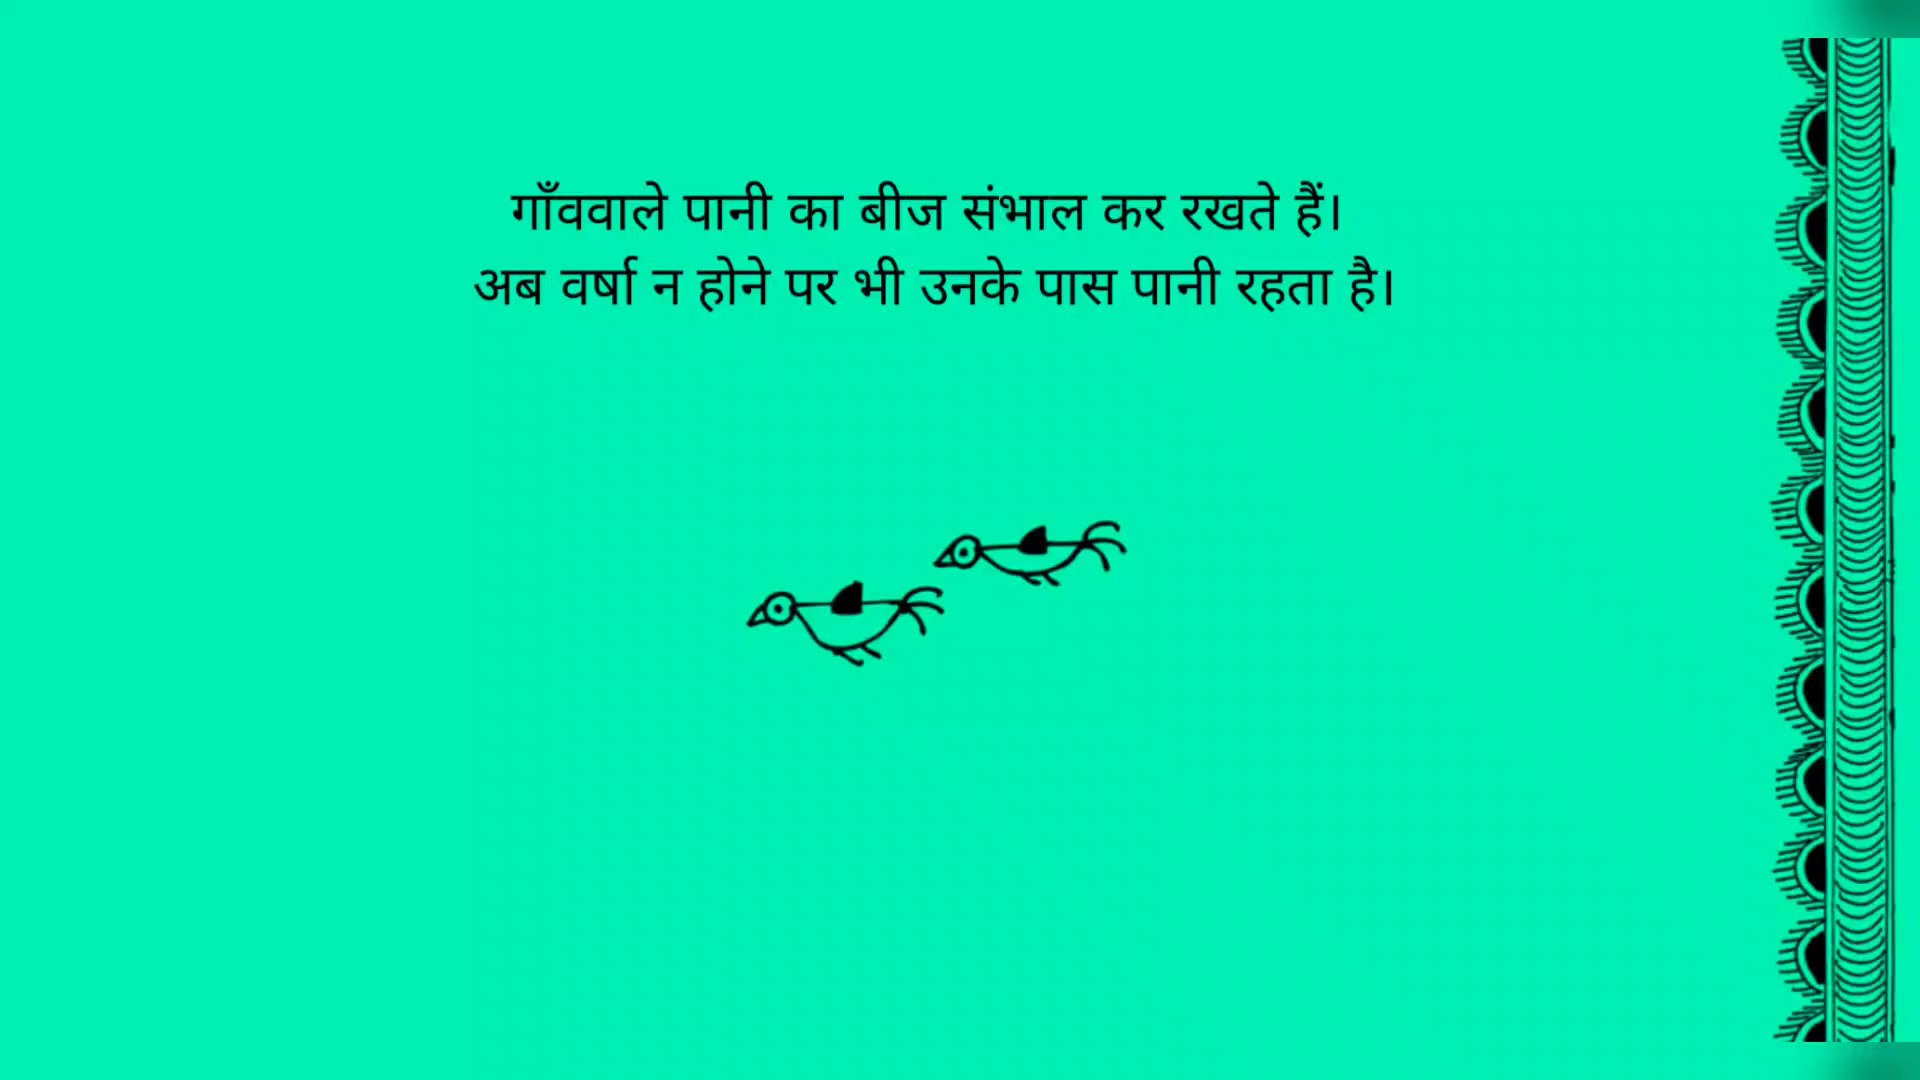 गाँववाले पानी का बीज संभाल कर रखते हैं।
अब वर्षा न होने पर भी उनके पास पानी रहता है।